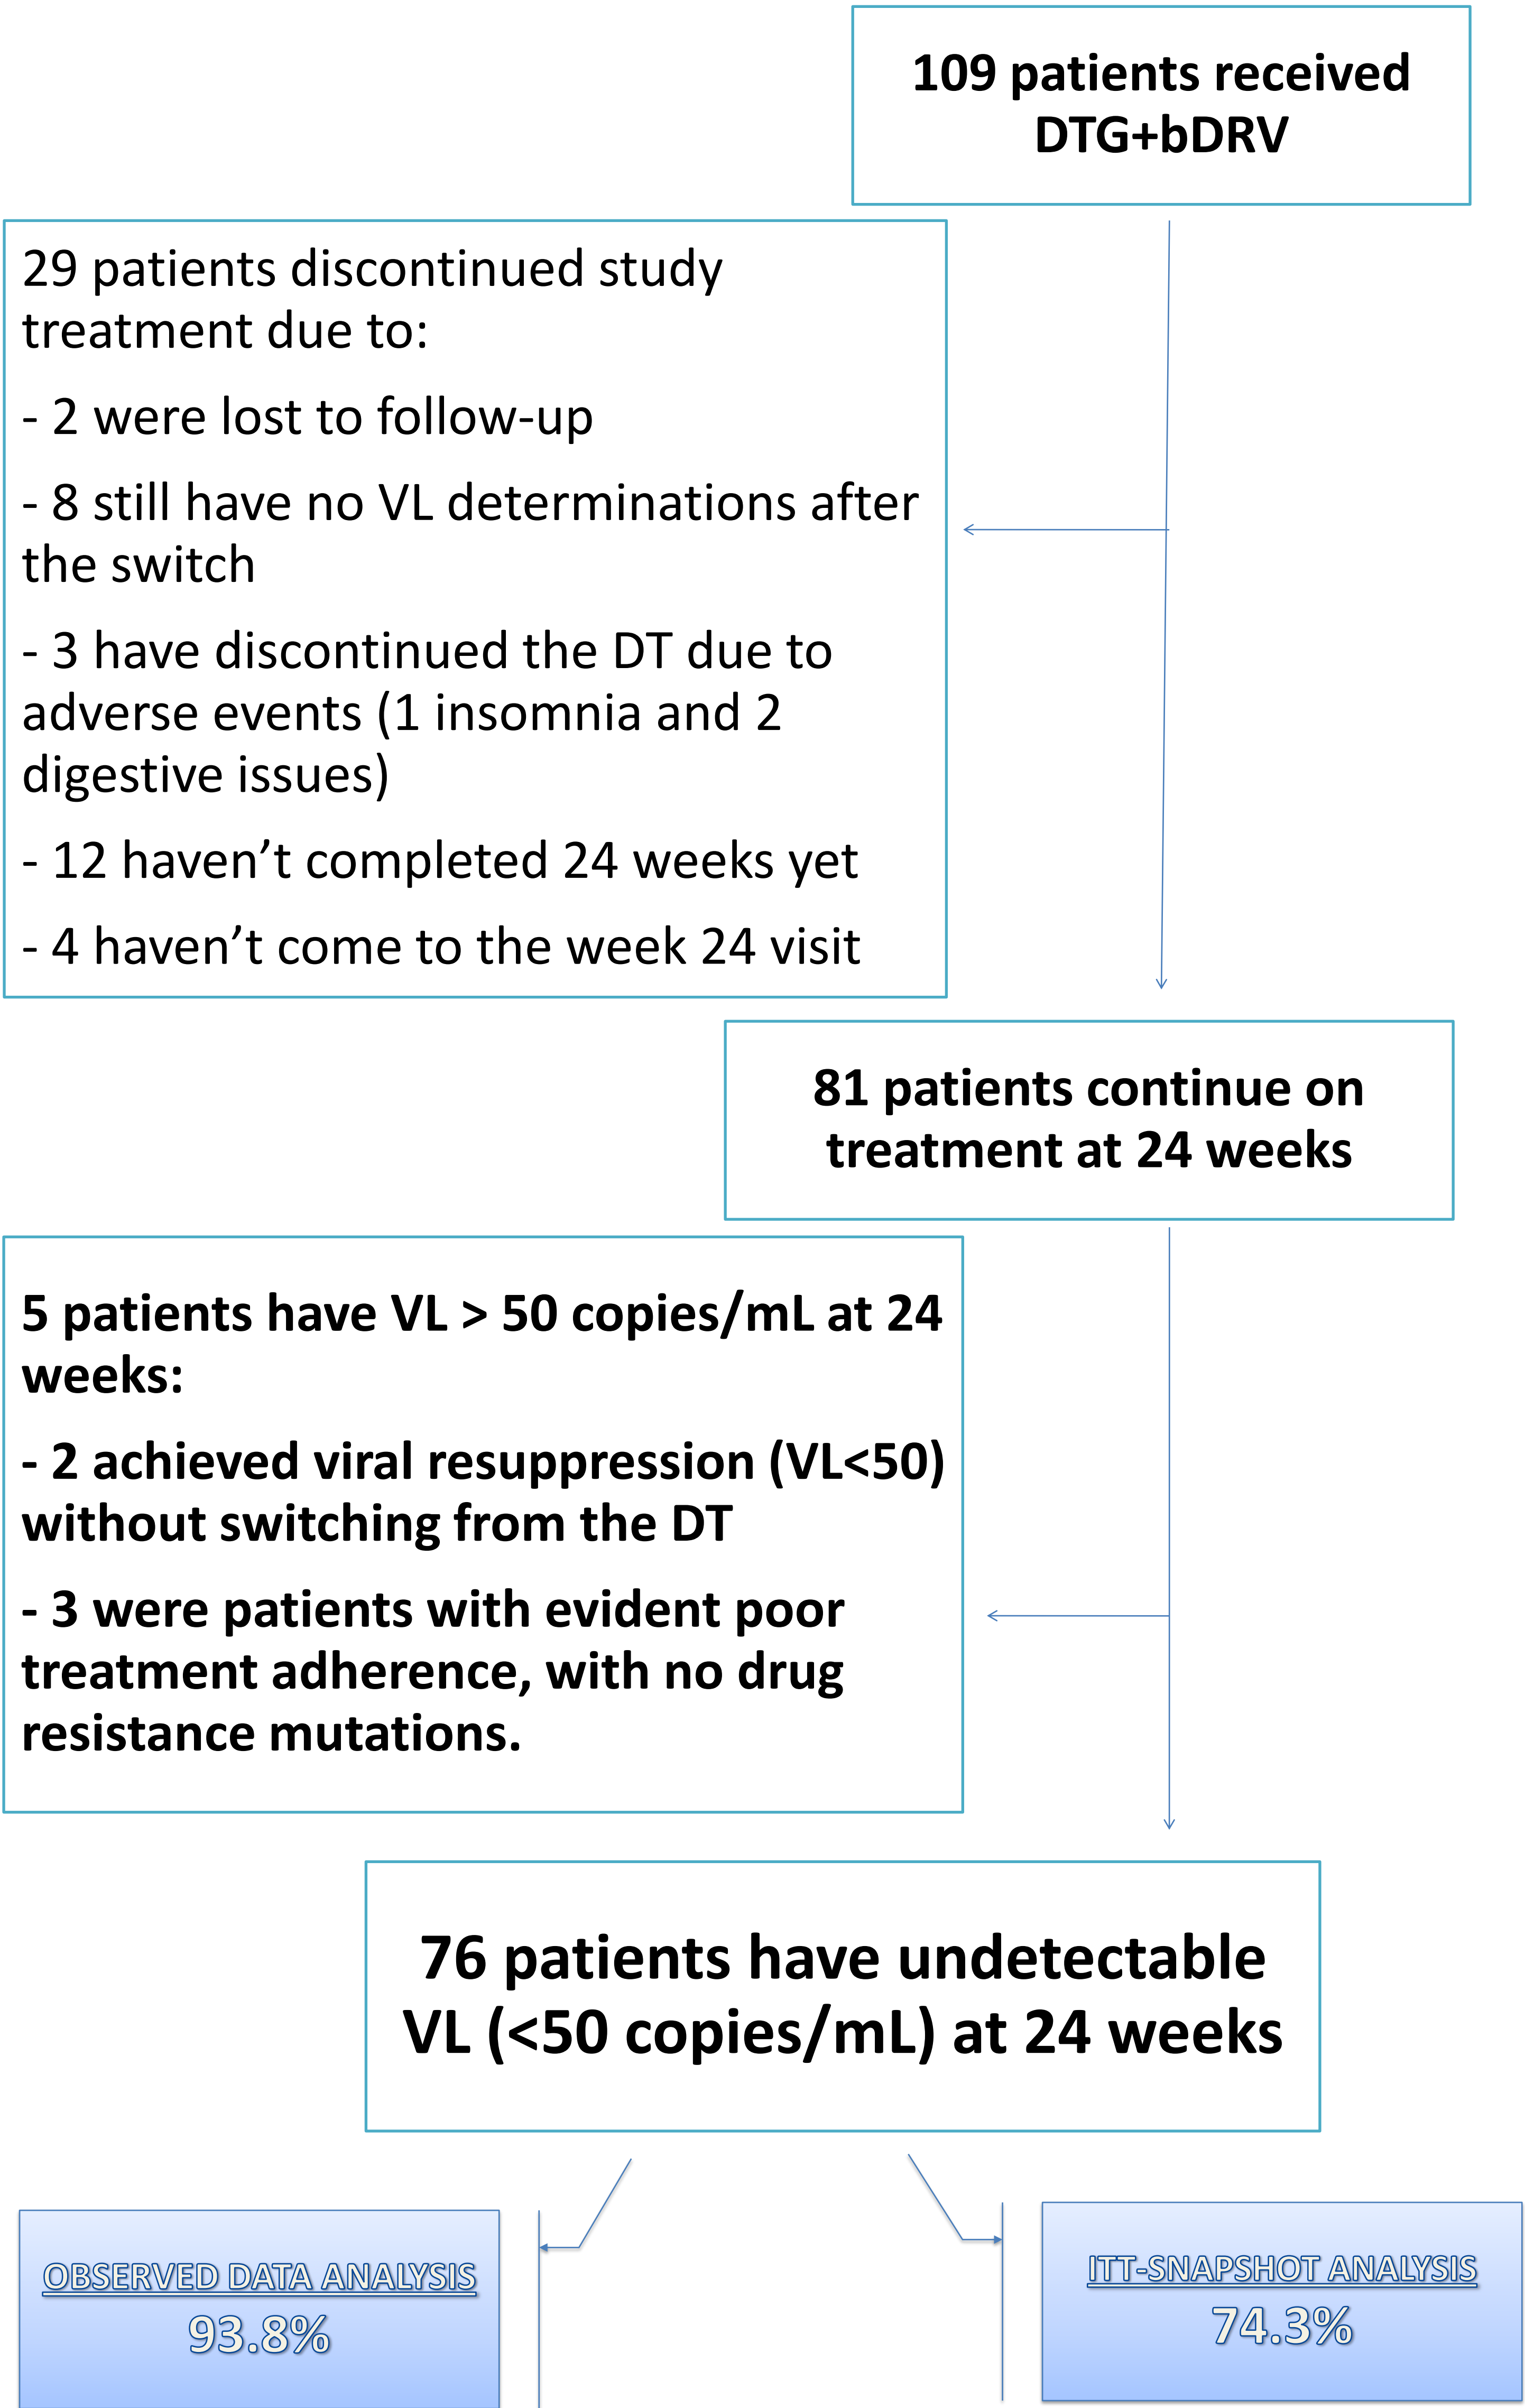 109 patients received
DTG+bDRV
29 patients discontinued study
treatment due to:
- 2 were lost to follow-up
- 8 still have no VL determinations after
the switch
- 3 have discontinued the DT due to
adverse events (1 insomnia and 2
digestive issues)
- 12 haven’t completed 24 weeks yet
- 4 haven’t come to the week 24 visit
81 patients continue on
treatment at 24 weeks
5 patients have VL > 50 copies/mL at 24
weeks:
- 2 achieved viral resuppression (VL<50)
without switching from the DT
- 3 were patients with evident poor
treatment adherence, with no drug
resistance mutations.
76 patients have undetectable
VL (<50 copies/mL) at 24 weeks
OBSERVED DATA ANALYSIS
93.8%
ITT-SNAPSHOT ANALYSIS
74.3%